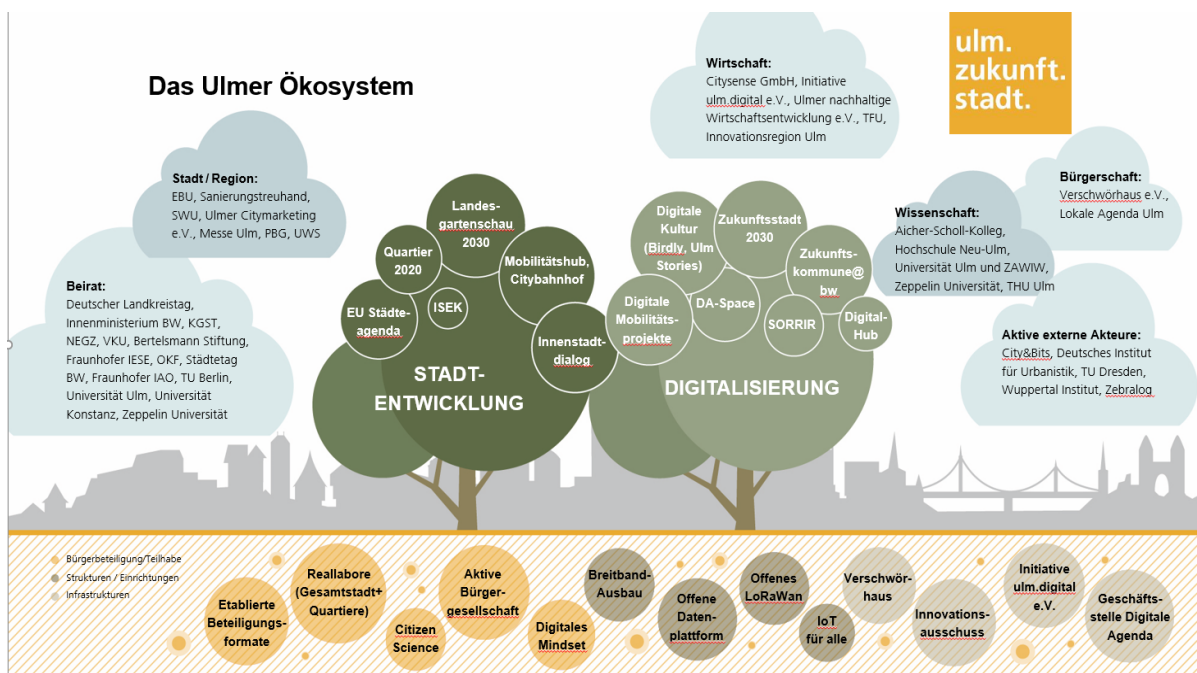 Das Ulmer Ökosystem
ulm.
zukunft.
stadt.
Wirtschaft:
Citysense GmbH, Initiative
ulm.digital e.V., Ulmer nachhaltige
Wirtschaftsentwicklung e.V., TFU,
Innovationsregion Ulm
Stadt / Region:
EBU, Sanierungstreuhand,
SWU, Ulmer Citymarketing
e.V., Messe Ulm, PBG, UWS
Bürgerschaft:
Verschwörhaus e.V.,
Lokale Agenda Ulm
Wissenschaft:
Aicher-Scholl-Kolleg,
Hochschule Neu-Ulm,
Universität Ulm und ZAWIW,
Zeppelin Universität, THU Ulm
Beirat:
Deutscher Landkreistag,
Innenministerium BW, KGST,
NEGZ, VKU, Bertelsmann Stiftung,
Fraunhofer IESE, OKF, Städtetag
BW, Fraunhofer IAO, TU Berlin,
Universität Ulm, Universität
Konstanz, Zeppelin Universität
Aktive externe Akteure:
City&Bits, Deutsches Institut
für Urbanistik, TU Dresden,
Wuppertal Institut, Zebralog
Landes-
gartenschau
2030
Quartier
2020
Mobilitätshub,
Citybahnhof
ISEK
EU Städte-
agenda
Innenstadt-
dialog
STADT-
ENTWICKLUNG
Digitale
Kultur
(Birdly, Ulm
Stories)
Zukunftsstadt
2030
Zukunfts-
kommune@
bw
Digitale
Mobilitäts-
projekte
DA-Space
SORRIR
Digital-
Hub
DIGITALISIERUNG
Bürgerbeteiligung/Teilhabe
Strukturen / Einrichtungen
Infrastrukturen
Etablierte
Beteiligungs-
formate
Reallabore
(Gesamtstadt+
Quartiere)
Citizen
Science
Aktive
Bürger-
gesellschaft
Digitales
Mindset
Breitband-
Ausbau
Offene
Daten-
plattform
Offenes
LoRaWan
IoT
für alle
Verschwör-
haus
Innovations-
ausschuss
Initiative
ulm.digital
e.V.
Geschäfts-
stelle Digitale
Agenda